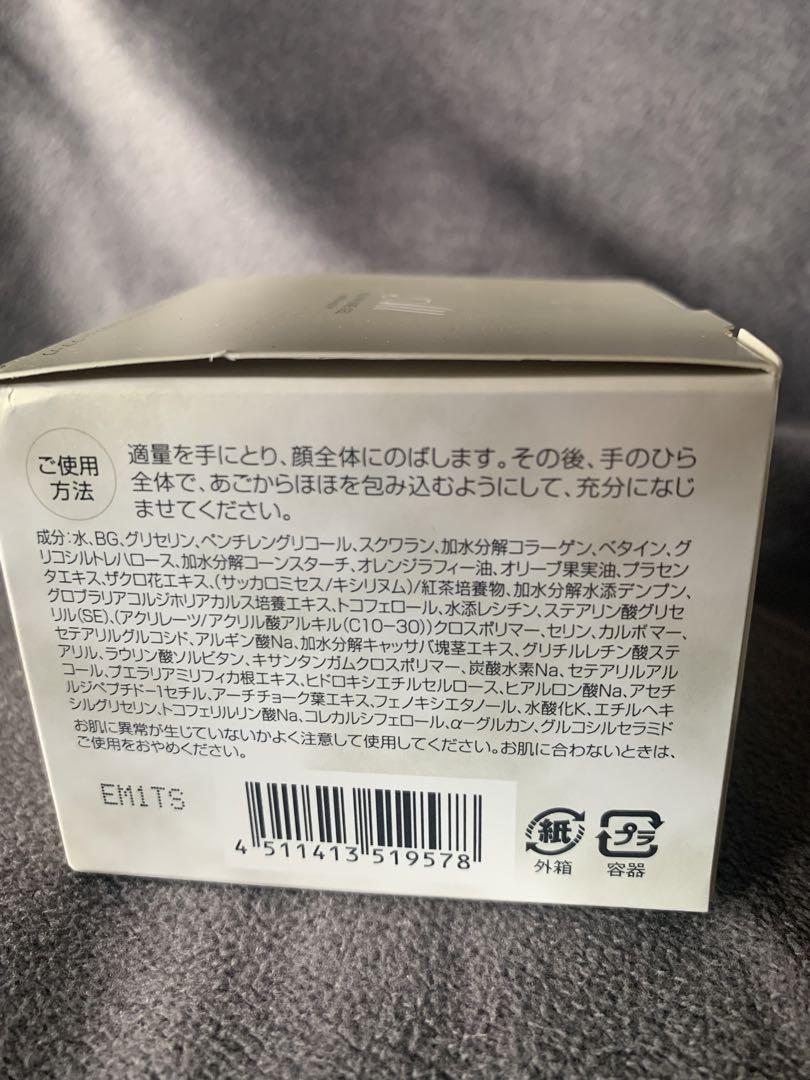 ご使用
方法
適量を手にとり、顔全体にのばします。その後、手のひら
全体で、あごからほほを包み込むようにして、充分になじ
ませてください。
成分:水、BG、グリセリン、ペンチレングリコール、スクワラン、加水分解コラーゲン、ベタイン、グ
リコシルトレハロース、加水分解コーンスターチ、オレンジラフィー油、オリーブ果実油、プラセン
タエキス、ザクロ花エキス、(サッカロミセス/キシリヌム)/紅茶培養物、加水分解水添デンプン、
グロブラリアコルジホリアカルス培養エキス、トコフェロール、水添レシチン、ステアリン酸グリセ
リル(SE)、(アクリレーツ/アクリル酸アルキル(C10-30))クロスポリマー、セリン、カルボマー、
セテアリルグルコシド、アルギン酸Na、加水分解キャッサバ塊茎エキス、グリチルレチン酸ステ
アリル、ラウリン酸ソルビタン、キサンタンガムクロスポリマー、炭酸水素Na、セテアリルアル
コール、プエラリアミリフィカ根エキス、ヒドロキシエチルセルロース、ヒアルロン酸Na、アセチ
ルジペプチド-1セチル、アーチチョーク葉エキス、フェノキシエタノール、水酸化K、エチルヘキ
シルグリセリン、トコフェリルリン酸Na、コレカルシフェロール、α-グルカン、グルコシルセラミド
お肌に異常が生じていないかよく注意して使用してください。お肌に合わないときは、
ご使用をおやめください。
EM1TS
4 511413 519578
紙
外箱
プラ
容器